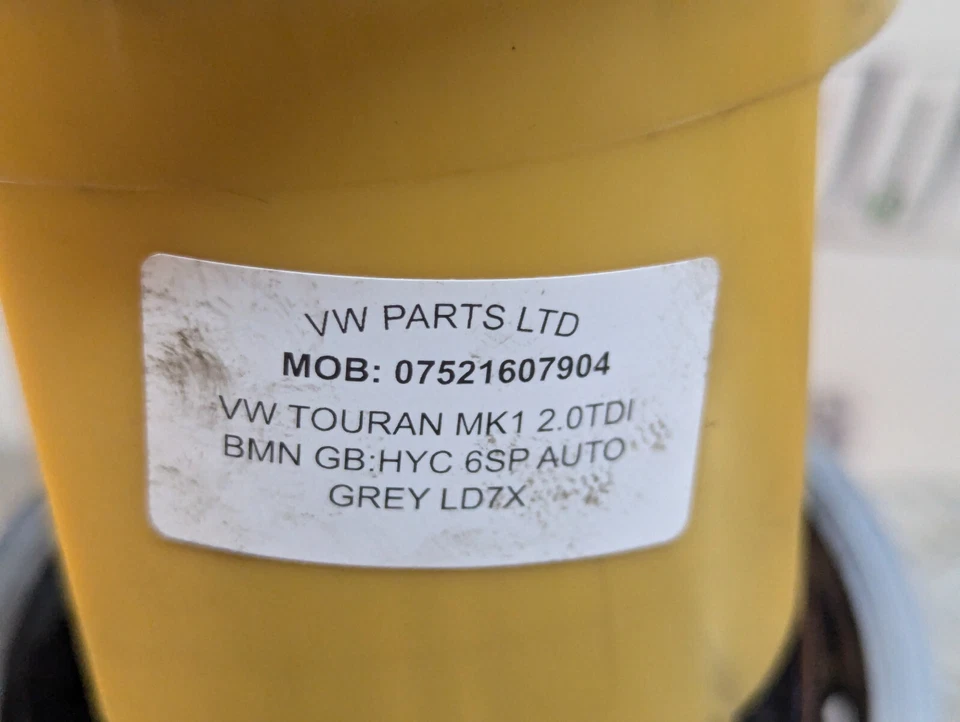 VW PARTS LTD
MOB: 07521607904
VW TOURAN MK1 2.0TDI
BMN GB:HYC 6SP AUTO
GREY LD7X